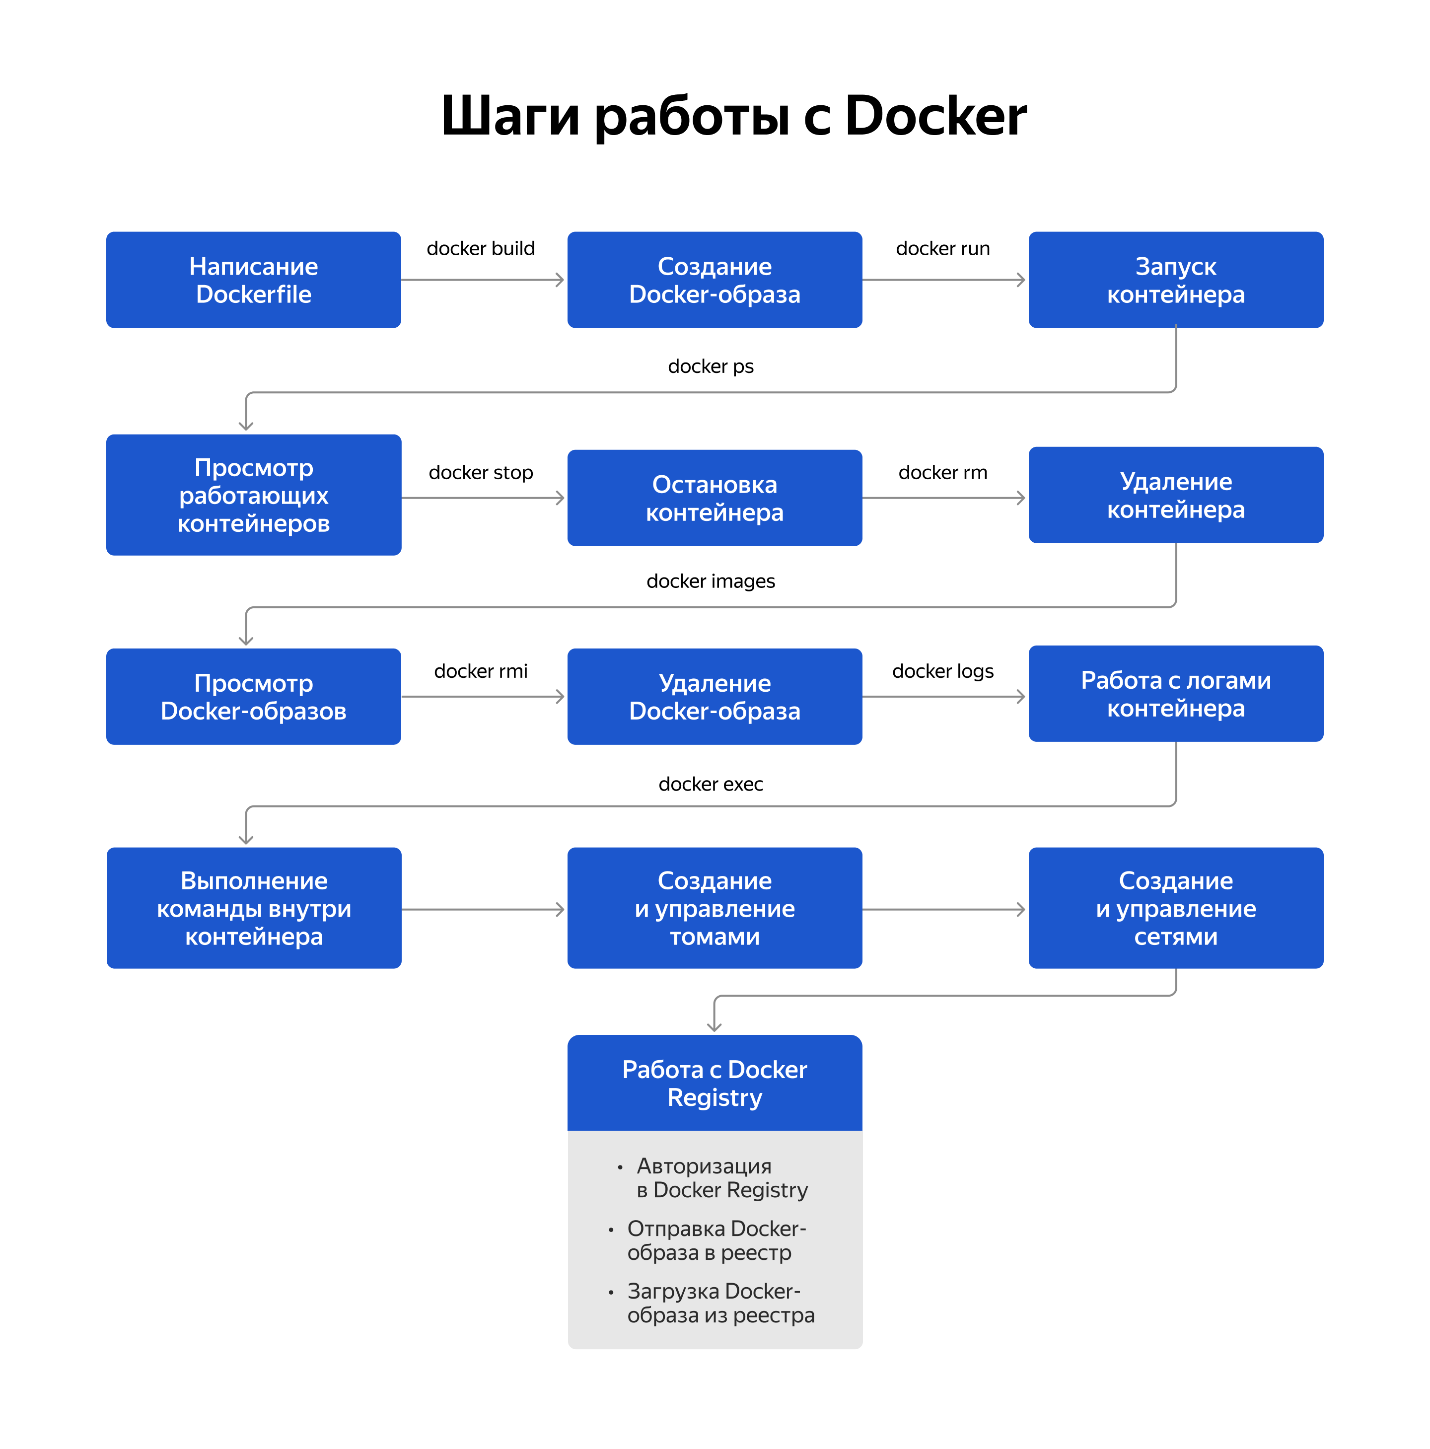 Шаги работы с Docker
Написание
Dockerfile
docker build
Создание
Docker-образа
docker run
Запуск
контейнера
docker ps
Просмотр
работающих
контейнеров
docker stop
Остановка
контейнера
docker rm
Удаление
контейнера
docker images
Просмотр
Docker-образов
docker rmi
Удаление
Docker-образа
docker logs
Работа с логами
контейнера
docker exec
Выполнение
команды внутри
контейнера
Создание
и управление
томами
Создание
и управление
сетями
Работа с Docker
Registry
• Авторизация
в Docker Registry
• Отправка Docker-
образа в реестр
• Загрузка Docker-
образа из реестра